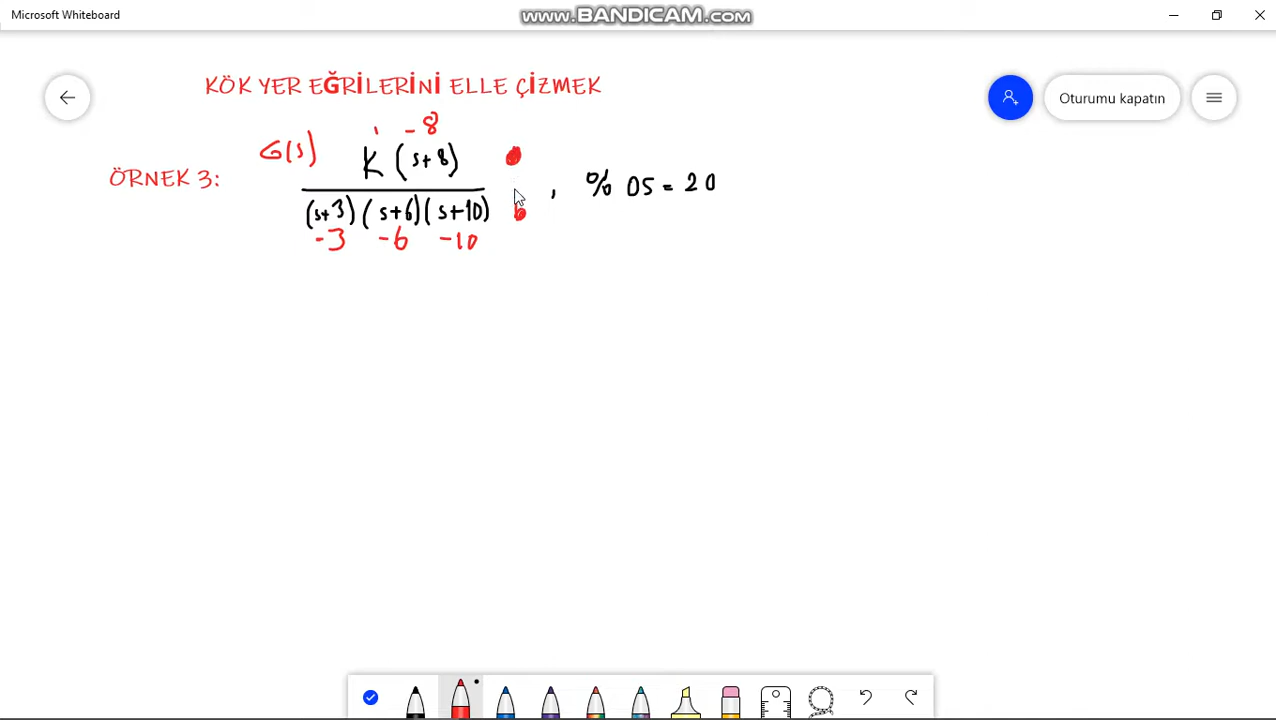 Microsoft Whiteboard
www.BANDICAM.com
KÖK YER EĞRİLERİNİ ELLE ÇİZMEK
Oturumu kapatın
-8
G(s) K (s+8)
ÖRNEK 3:
(s+3) (s+6) (s+10) , % OS = 20
-3 -6 -10